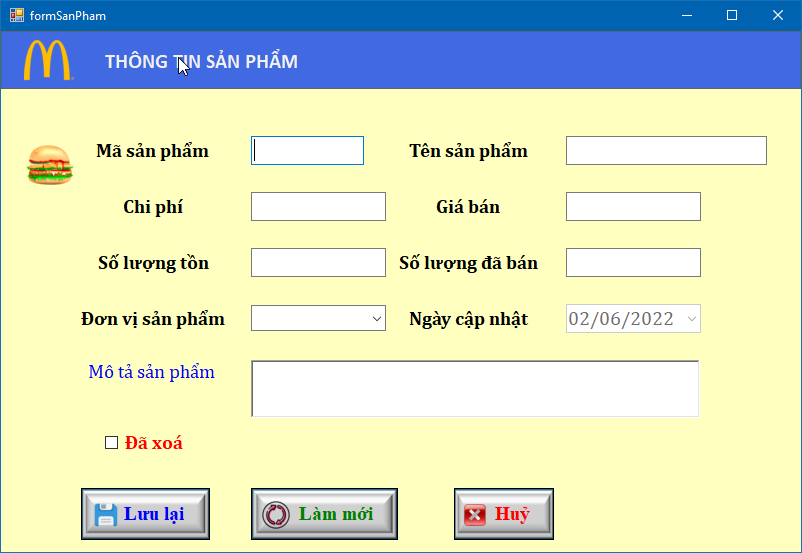 formSanPham
THÔNG TIN SẢN PHẨM
Mã sản phẩm
Tên sản phẩm
Chi phí
Giá bán
Số lượng tồn
Số lượng đã bán
Đơn vị sản phẩm
Ngày cập nhật
02/06/2022
Mô tả sản phẩm
Đã xoá
Lưu lại
Làm mới
Huỷ